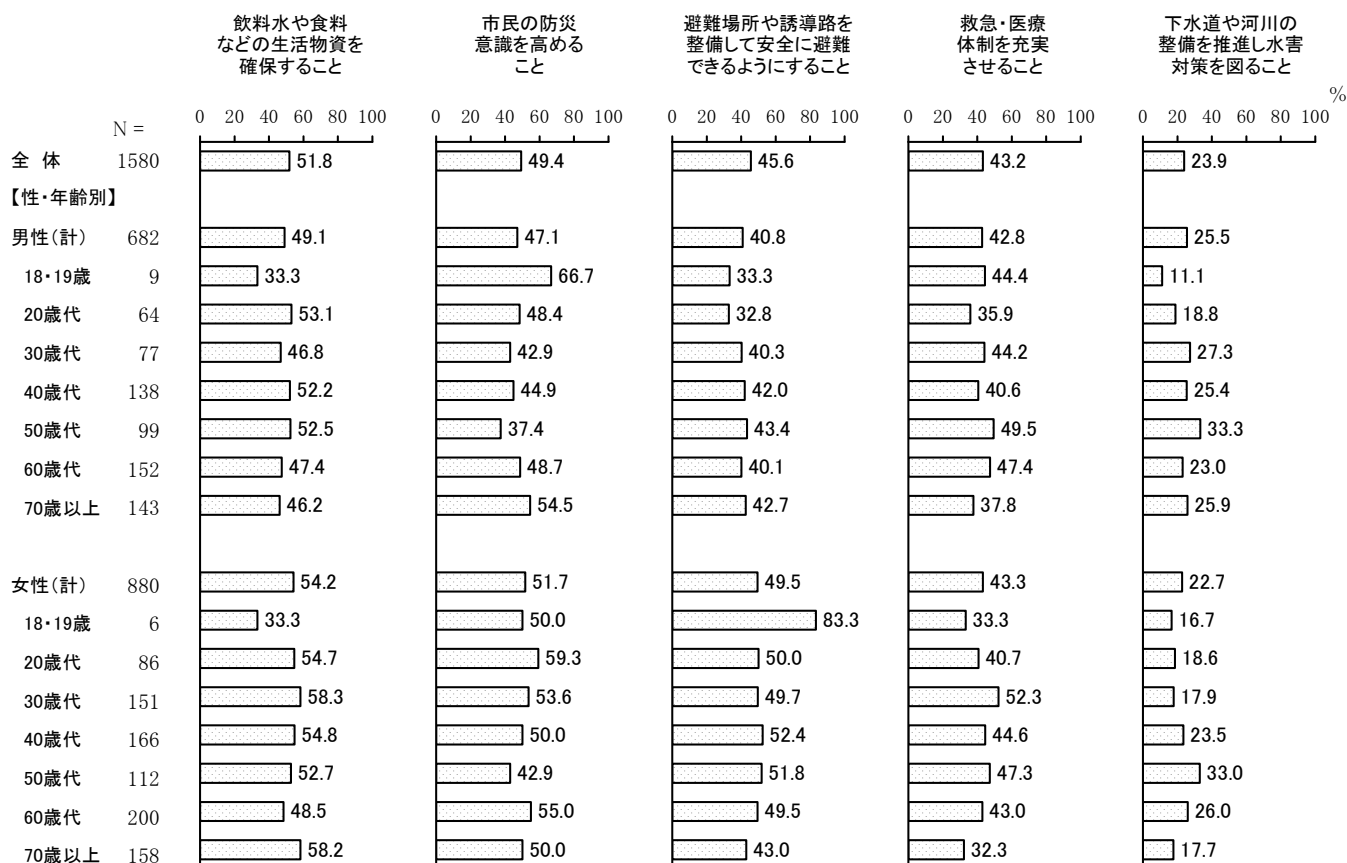 飲料水や食料
などの生活物資を
確保すること
市民の防災
意識を高める
こと
避難場所や誘導路を
整備して安全に避難
できるようにすること
救急・医療
体制を充実
させること
下水道や河川の
整備を推進し水害
対策を図ること
%
N =
0 20 40 60 80 100 0 20 40 60 80 100 0 20 40 60 80 100 0 20 40 60 80 100 0 20 40 60 80 100
全 体 1580 51.8 49.4 45.6 43.2 23.9
【性・年齢別】
男性(計) 682 49.1 47.1 40.8 42.8 25.5
18・19歳 9 33.3 66.7 33.3 44.4 11.1
20歳代 64 53.1 48.4 32.8 35.9 18.8
30歳代 77 46.8 42.9 40.3 44.2 27.3
40歳代 138 52.2 44.9 42.0 40.6 25.4
50歳代 99 52.5 37.4 43.4 49.5 33.3
60歳代 152 47.4 48.7 40.1 47.4 23.0
70歳以上 143 46.2 54.5 42.7 37.8 25.9
女性(計) 880 54.2 51.7 49.5 43.3 22.7
18・19歳 6 33.3 50.0 83.3 33.3 16.7
20歳代 86 54.7 59.3 50.0 40.7 18.6
30歳代 151 58.3 53.6 49.7 52.3 17.9
40歳代 166 54.8 50.0 52.4 44.6 23.5
50歳代 112 52.7 42.9 51.8 47.3 33.0
60歳代 200 48.5 55.0 49.5 43.0 26.0
70歳以上 158 58.2 50.0 43.0 32.3 17.7